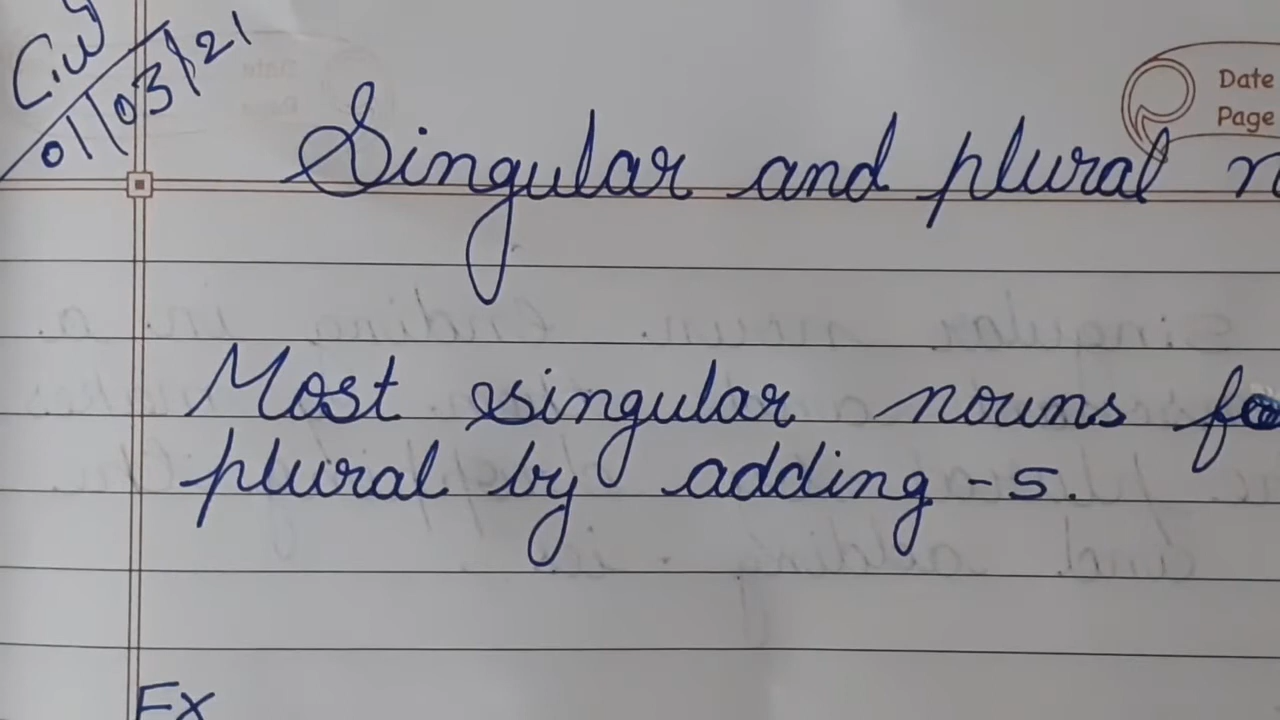 C.W
01/03/21
Date
Page
Singular and plural
Most singular nouns
plural by adding -s.
Ex